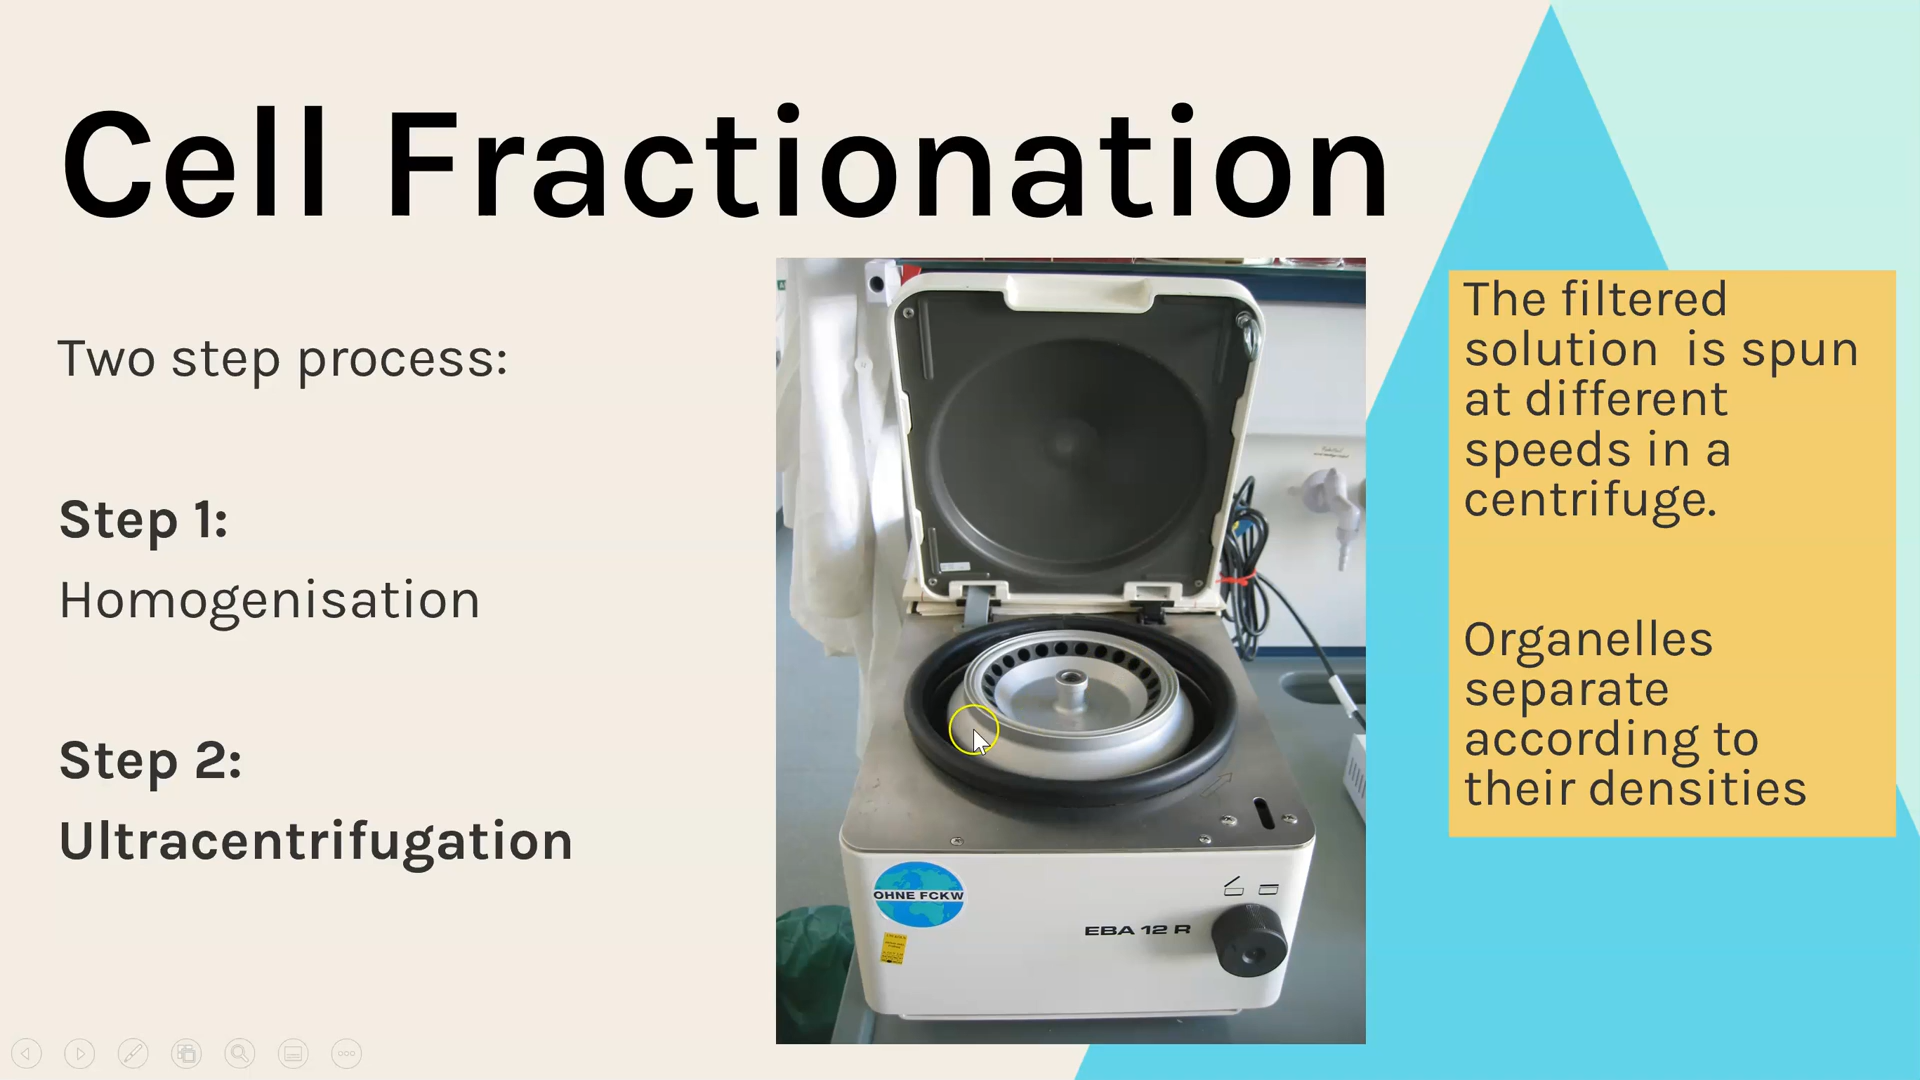 Cell Fractionation
Two step process:
Step 1:
Homogenisation
Step 2:
Ultracentrifugation
OHNE FCKW
EBA 12 R
The filtered
solution is spun
at different
speeds in a
centrifuge.
Organelles
separate
according to
their densities